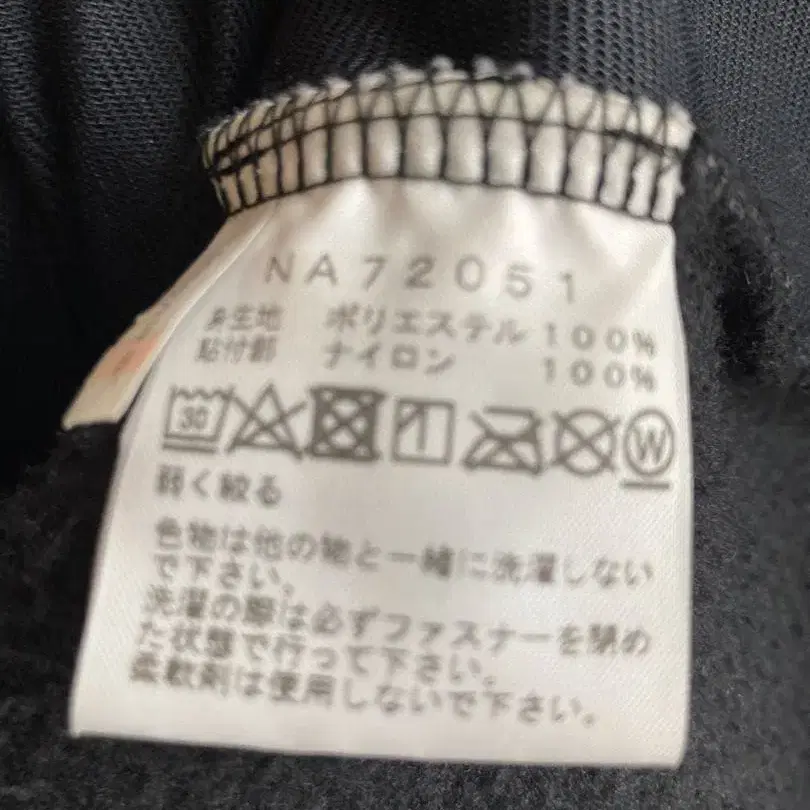 NA72051
身生地 ポリエステル 100%
貼付部 ナイロン 100%
30 W
弱く絞る
色物は他の物と一緒に洗濯しない
で下さい。
洗濯の際は必ずファスナーを閉め
た状態で行って下さい。
柔軟剤は使用しないで下さい。